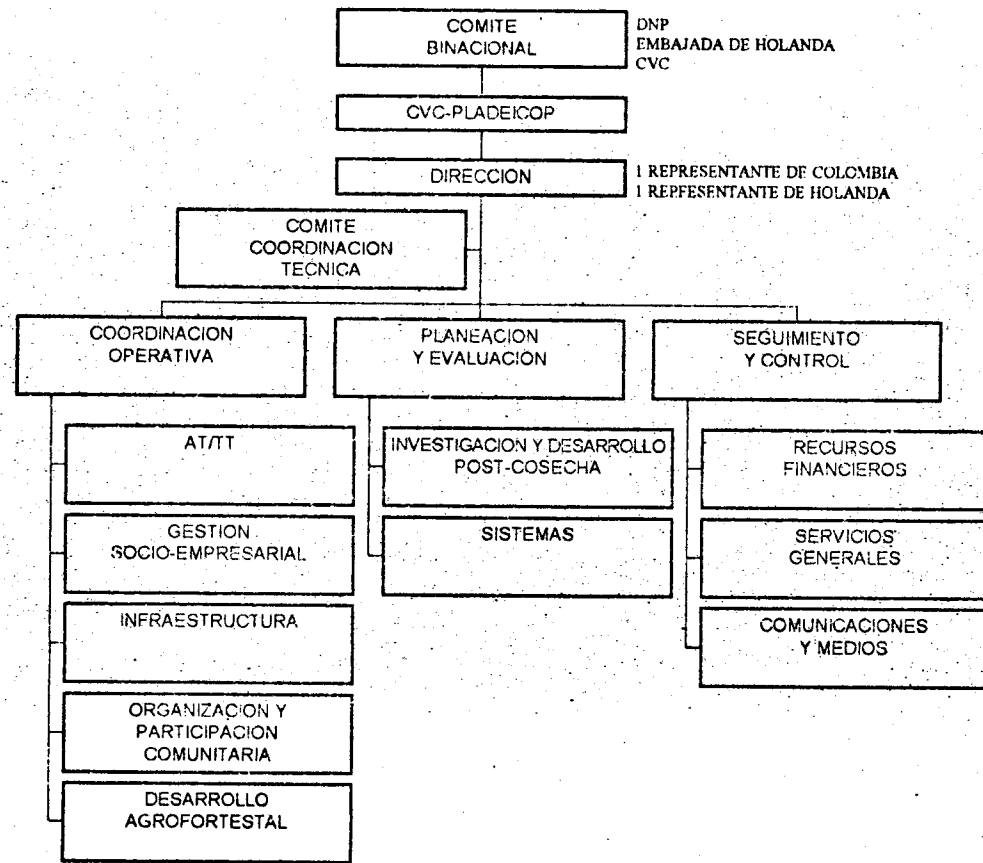 COMITE
BINACIONAL
DNP
EMBAJADA DE HOLANDA
CVC
CVC-PLADEICOP
DIRECCION
1 REPRESENTANTE DE COLOMBIA
1 REPFESENTANTE DE HOLANDA
COMITE
COORDINACION
TECNICA
COORDINACION
OPERATIVA
PLANEACION
Y EVALUACION
SEGUIMIENTO
Y CONTROL
AT/TT
GESTION
SOCIO-EMPRESARIAL
INFRAESTRUCTURA
ORGANIZACION Y
PARTICIPACION
COMUNITARIA
DESARROLLO
AGROFORTESTAL
INVESTIGACION Y DESARROLLO
POST-COSECHA
SISTEMAS
RECURSOS
FINANCIEROS
SERVICIOS
GENERALES
COMUNICACIONES
Y MEDIOS